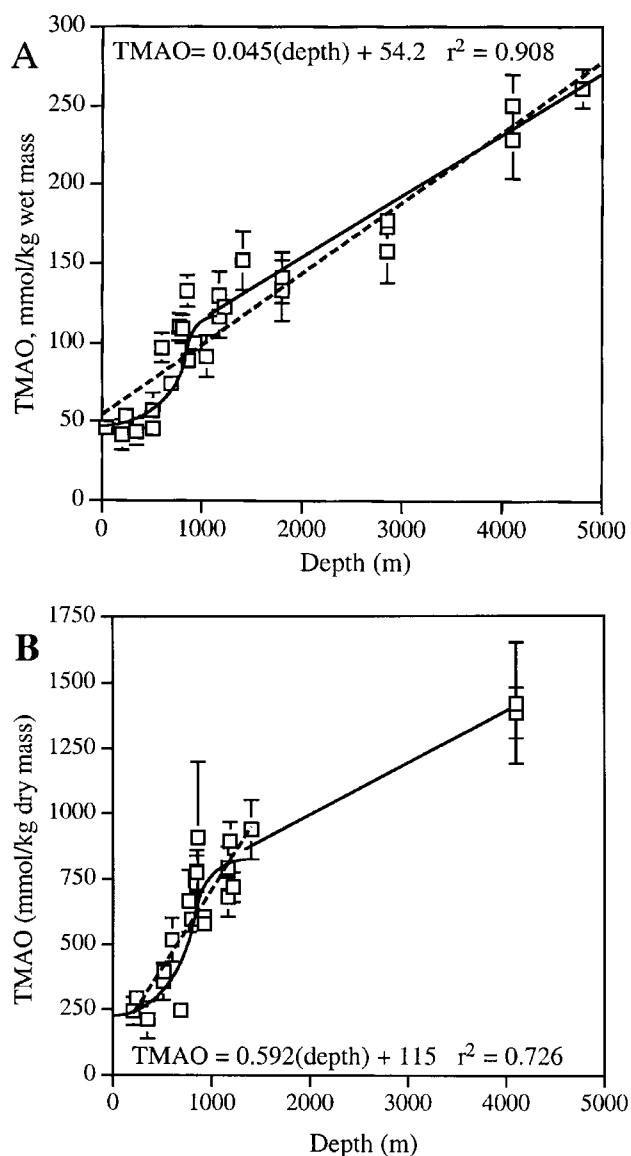 A
TMAO= 0.045(depth) + 54.2 r² = 0.908
300
250
200
150
100
50
0
TMAO, mmol/kg wet mass
0 1000 2000 3000 4000 5000
Depth (m)
B
1750
1500
1250
1000
750
500
250
0
TMAO (mmol/kg dry mass)
TMAO = 0.592(depth) + 115 r² = 0.726
0 1000 2000 3000 4000 5000
Depth (m)